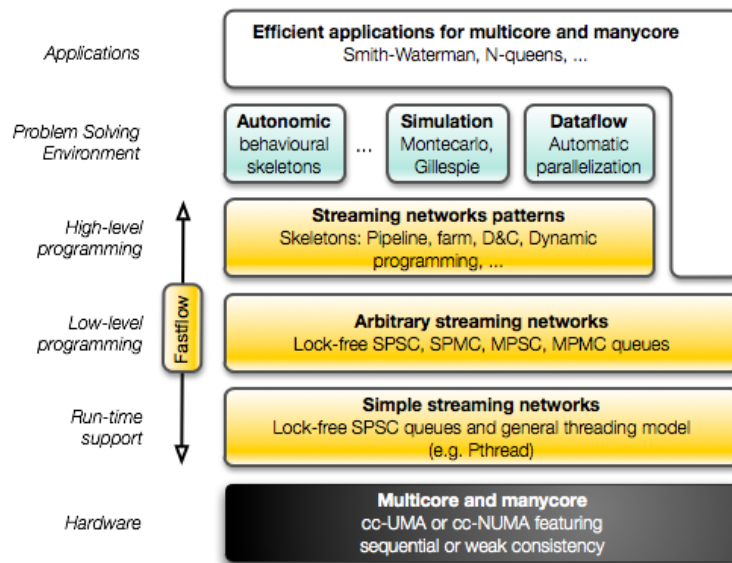 Applications
Efficient applications for multicore and manycore
Smith-Waterman, N-queens, ...
Problem Solving
Environment
Autonomic
behavioural
skeletons
...
Simulation
Montecarlo,
Gillespie
Dataflow
Automatic
parallelization
High-level
programming
Streaming networks patterns
Skeletons: Pipeline, farm, D&C, Dynamic
programming, ...
Fastflow
Low-level
programming
Arbitrary streaming networks
Lock-free SPSC, SPMC, MPSC, MPMC queues
Run-time
support
Simple streaming networks
Lock-free SPSC queues and general threading model
(e.g. Pthread)
Hardware
Multicore and manycore
cc-UMA or cc-NUMA featuring
sequential or weak consistency